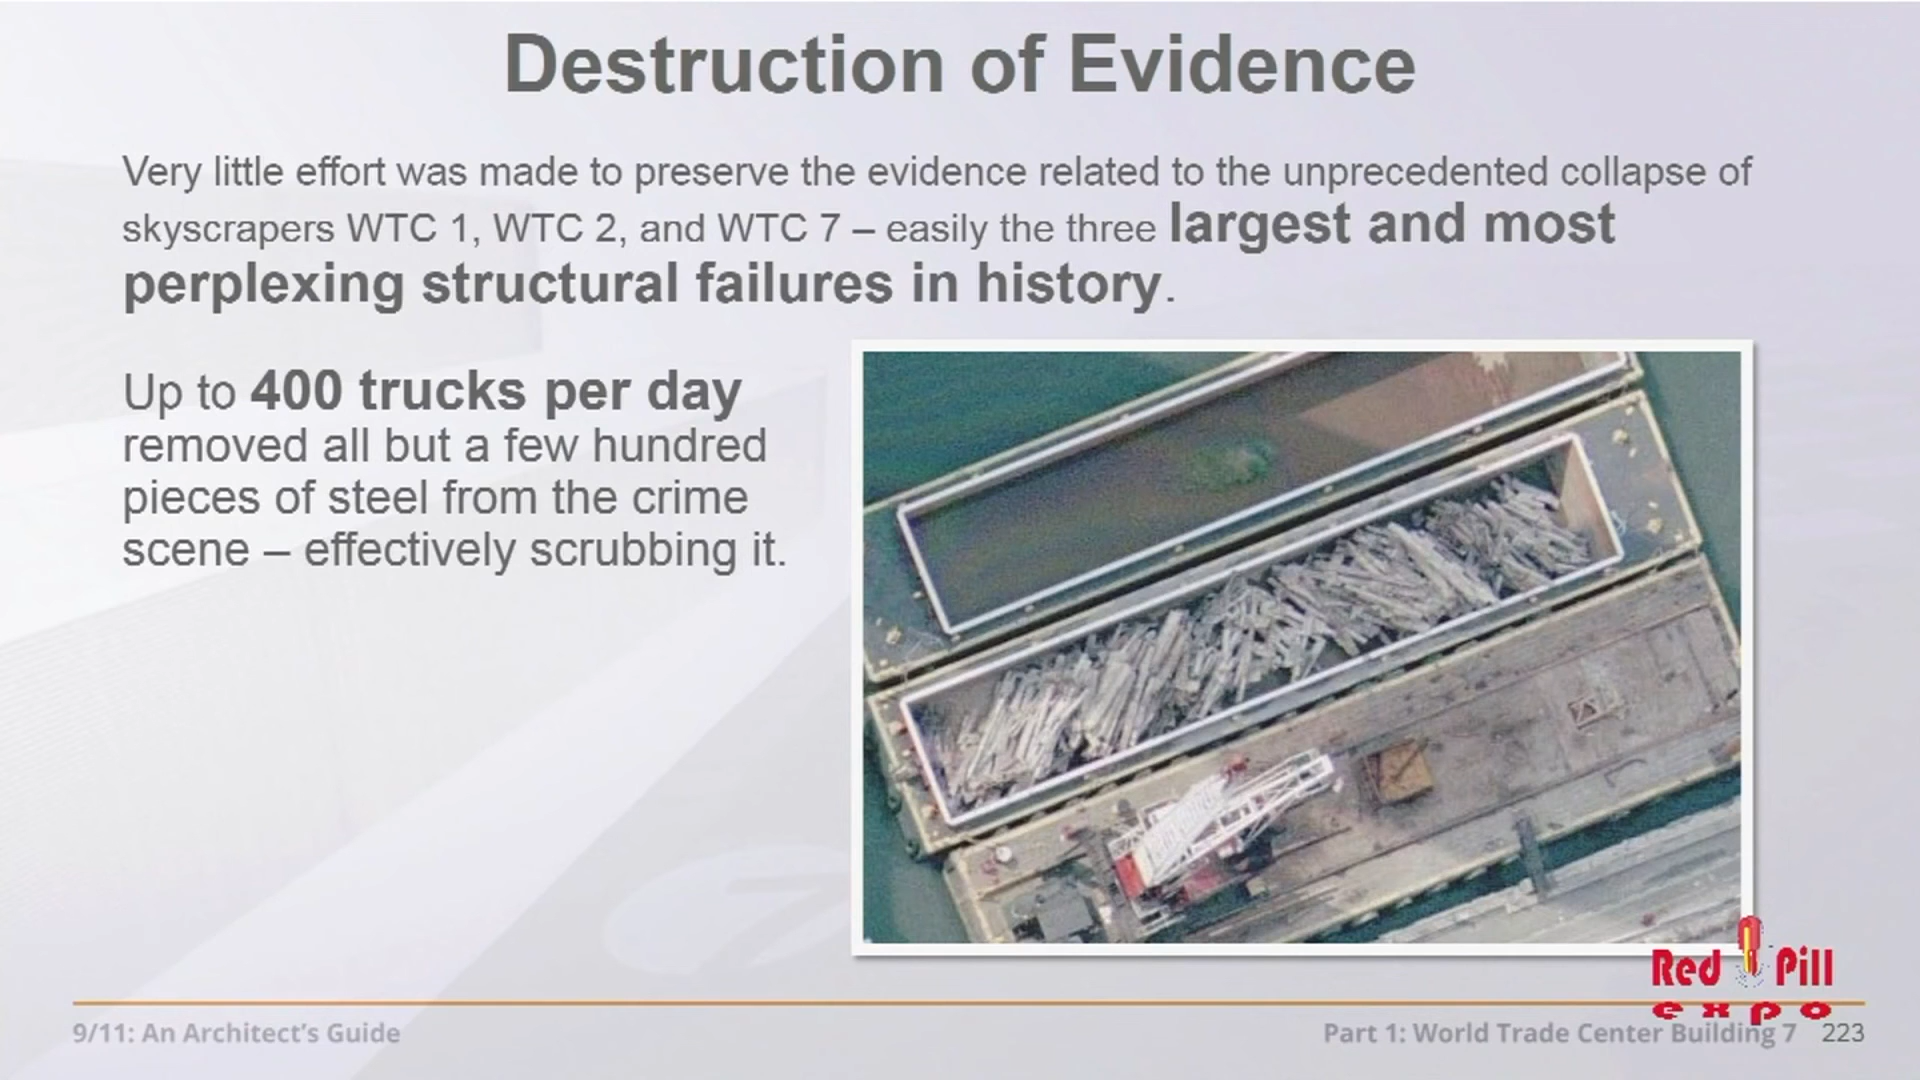 Destruction of Evidence
Very little effort was made to preserve the evidence related to the unprecedented collapse of
skyscrapers WTC 1, WTC 2, and WTC 7 – easily the three largest and most
perplexing structural failures in history.
Up to 400 trucks per day
removed all but a few hundred
pieces of steel from the crime
scene – effectively scrubbing it.
Red Pill
expo
9/11: An Architect's Guide
Part 1: World Trade Center Building 7 223